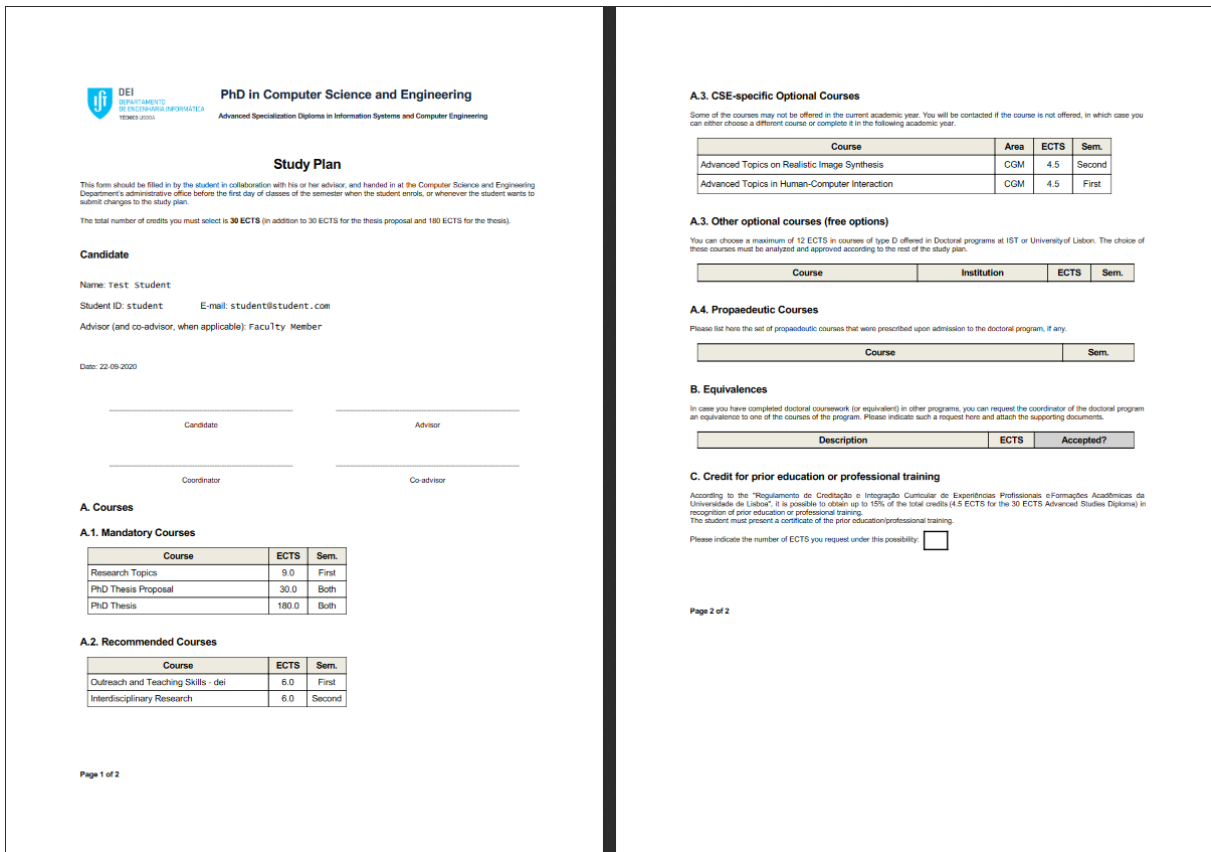 DEI
DEPARTAMENTO
DE ENGENHARIA INFORMÁTICA
TÉCNICO LISBOA
PhD in Computer Science and Engineering
Advanced Specialization Diploma in Information Systems and Computer Engineering
Study Plan
This form should be filled in by the student in collaboration with his or her advisor, and handed in at the Computer Science and Engineering
Department's administrative office before the first day of classes of the semester when the student enrols, or whenever the student wants to
submit changes to the study plan.
The total number of credits you must select is 30 ECTS (in addition to 30 ECTS for the thesis proposal and 180 ECTS for the thesis).
Candidate
Name: Test Student
Student ID: student E-mail: student@student.com
Advisor (and co-advisor, when applicable): Faculty Member
Date: 22-09-2020
Candidate Advisor
Coordinator Co-advisor
A. Courses
A.1. Mandatory Courses
Course ECTS Sem.
Research Topics 9.0 First
PhD Thesis Proposal 30.0 Both
PhD Thesis 180.0 Both
A.2. Recommended Courses
Course ECTS Sem.
Outreach and Teaching Skills - dei 6.0 First
Interdisciplinary Research 6.0 Second
Page 1 of 2
A.3. CSE-specific Optional Courses
Some of the courses may not be offered in the current academic year. You will be contacted if the course is not offered, in which case you
can either choose a different course or complete it in the following academic year.
Course Area ECTS Sem.
Advanced Topics on Realistic Image Synthesis CGM 4.5 Second
Advanced Topics in Human-Computer Interaction CGM 4.5 First
A.3. Other optional courses (free options)
You can choose a maximum of 12 ECTS in courses of type D offered in Doctoral programs at IST or University of Lisbon. The choice of
these courses must be analyzed and approved according to the rest of the study plan.
Course Institution ECTS Sem.
A.4. Propaedeutic Courses
Please list here the set of propaedeutic courses that were prescribed upon admission to the doctoral program, if any.
Course Sem.
B. Equivalences
In case you have completed doctoral coursework (or equivalent) in other programs, you can request the coordinator of the doctoral program
an equivalence to one of the courses of the program. Please indicate such a request here and attach the supporting documents.
Description ECTS Accepted?
C. Credit for prior education or professional training
According to the "Regulamento de Creditação e Integração Curricular de Experiências Profissionais eFormações Académicas da
Universidade de Lisboa", it is possible to obtain up to 15% of the total credits (4.5 ECTS for the 30 ECTS Advanced Studies Diploma) in
recognition of prior education or professional training.
The student must present a certificate of the prior education/professional training.
Please indicate the number of ECTS you request under this possibility:
Page 2 of 2